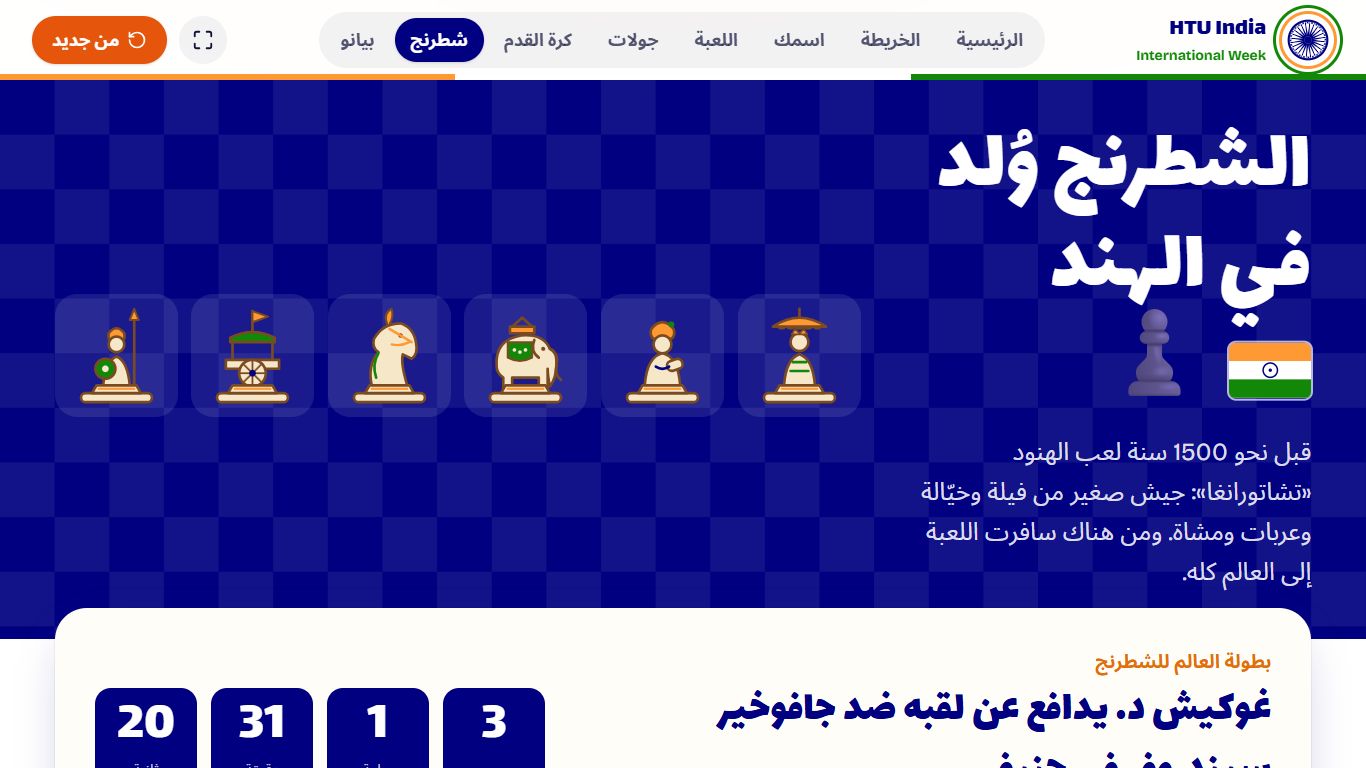 HTU India
International Week
الرئيسية
الخريطة
اسمك
اللعبة
جولات
كرة القدم
شطرنج
بيانو
من جديد
الشطرنج وُلد
في الهند
قبل نحو 1500 سنة لعب الهنود
«تشاتورانغا»: جيش صغير من فيلة وخيّالة
وعربات ومشاة. ومن هناك سافرت اللعبة
إلى العالم كله.
بطولة العالم للشطرنج
غوكيش د. يدافع عن لقبه ضد جافوخير
3
1
31
20